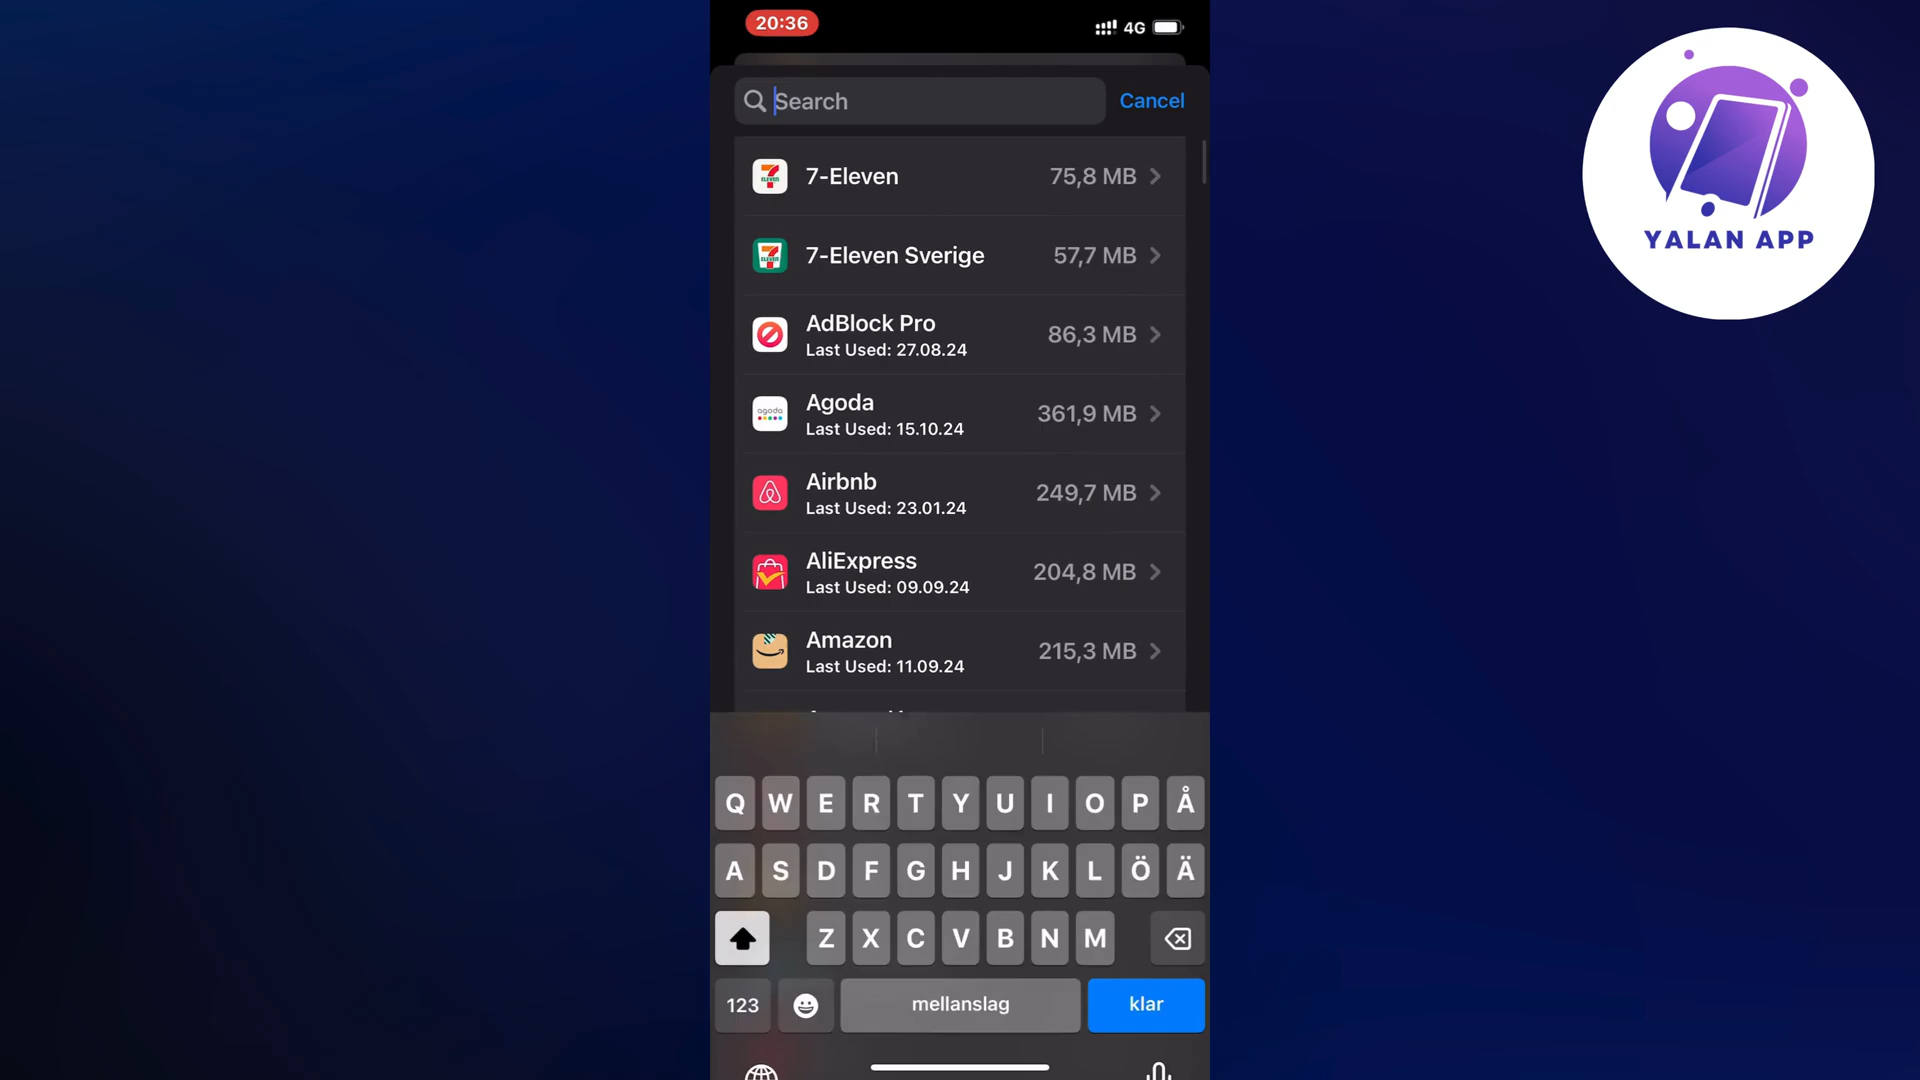 20:36
4G
Search
Cancel
7-Eleven
75,8 MB
7-Eleven Sverige
57,7 MB
AdBlock Pro
Last Used: 27.08.24
86,3 MB
agoda
Agoda
Last Used: 15.10.24
361,9 MB
Airbnb
Last Used: 23.01.24
249,7 MB
AliExpress
Last Used: 09.09.24
204,8 MB
Amazon
Last Used: 11.09.24
215,3 MB
Q W E R T Y U I O P Å
A S D F G H J K L Ö Ä
Z X C V B N M
123
mellanslag
klar
YALAN APP